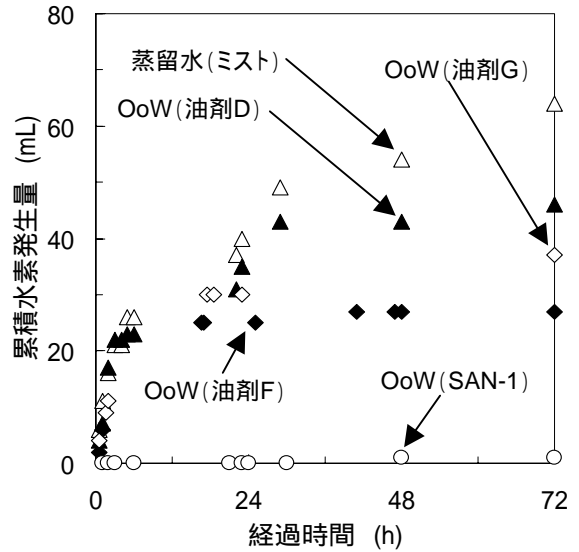 80
60
40
20
0
累積水素発生量 (mL)
蒸留水(ミスト)
OoW(油剤D)
OoW(油剤G)
OoW(油剤F)
OoW(SAN-1)
0 24 48 72
経過時間 (h)